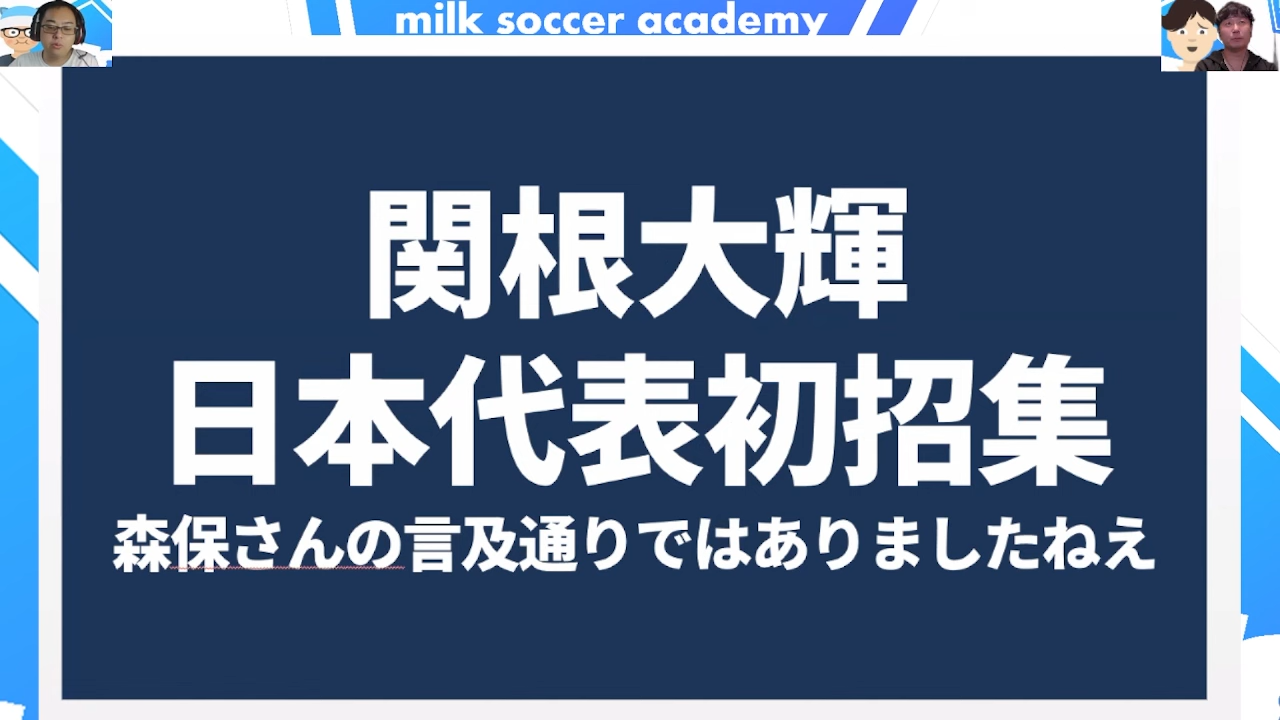 milk soccer academy
関根大輝
日本代表初招集
森保さんの言及通りではありましたねえ